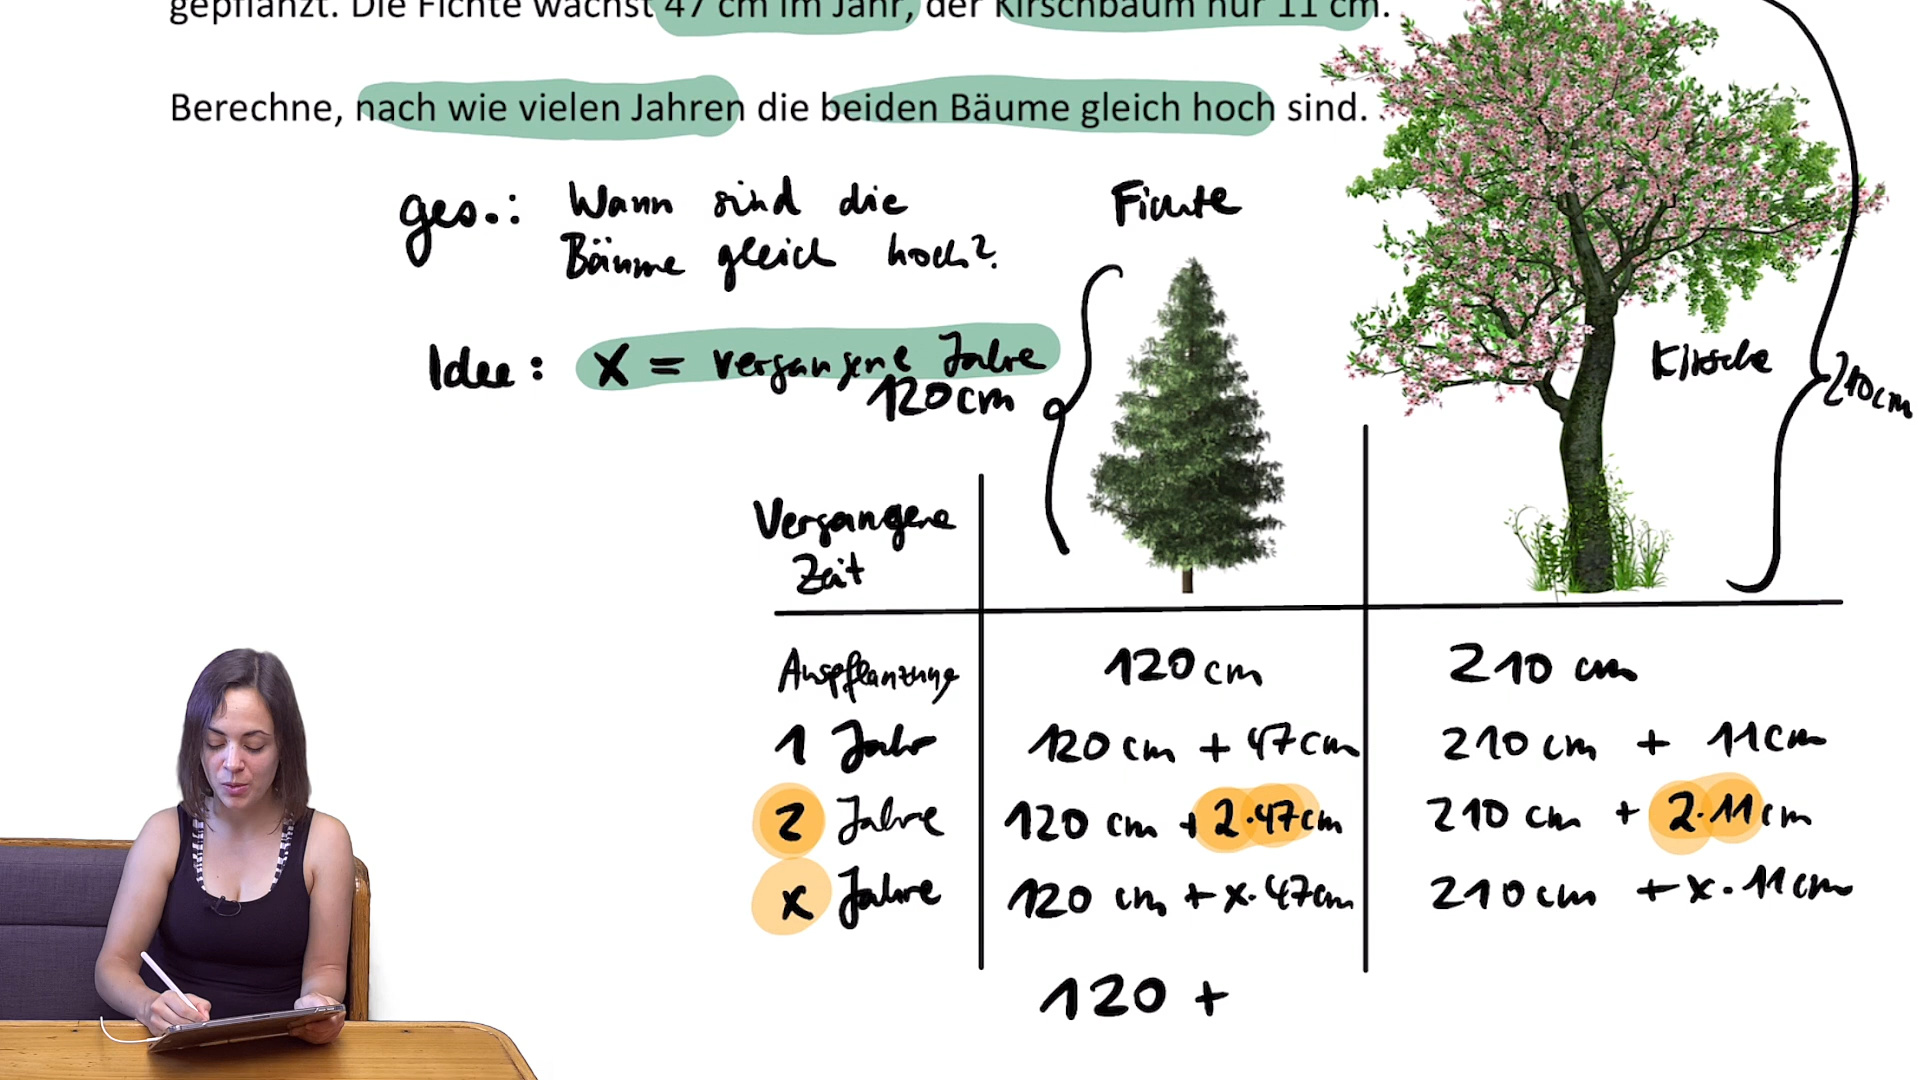 gepflanzt. Die Fichte wächst 47 cm im Jahr, der Kirschbaum nur 11 cm.
Berechne, nach wie vielen Jahren die beiden Bäume gleich hoch sind.
ges.: Wann sind die
Bäume gleich hoch?
Fichte
Idee: x = vergangene Jahre
120 cm
Kirsche
210 cm
Vergangene
Zeit
Auspflanzung 120 cm 210 cm
1 Jahr 120 cm + 47 cm 210 cm + 11 cm
2 Jahre 120 cm + 2·47 cm 210 cm + 2·11 cm
x Jahre 120 cm + x·47 cm 210 cm + x·11 cm
120 +